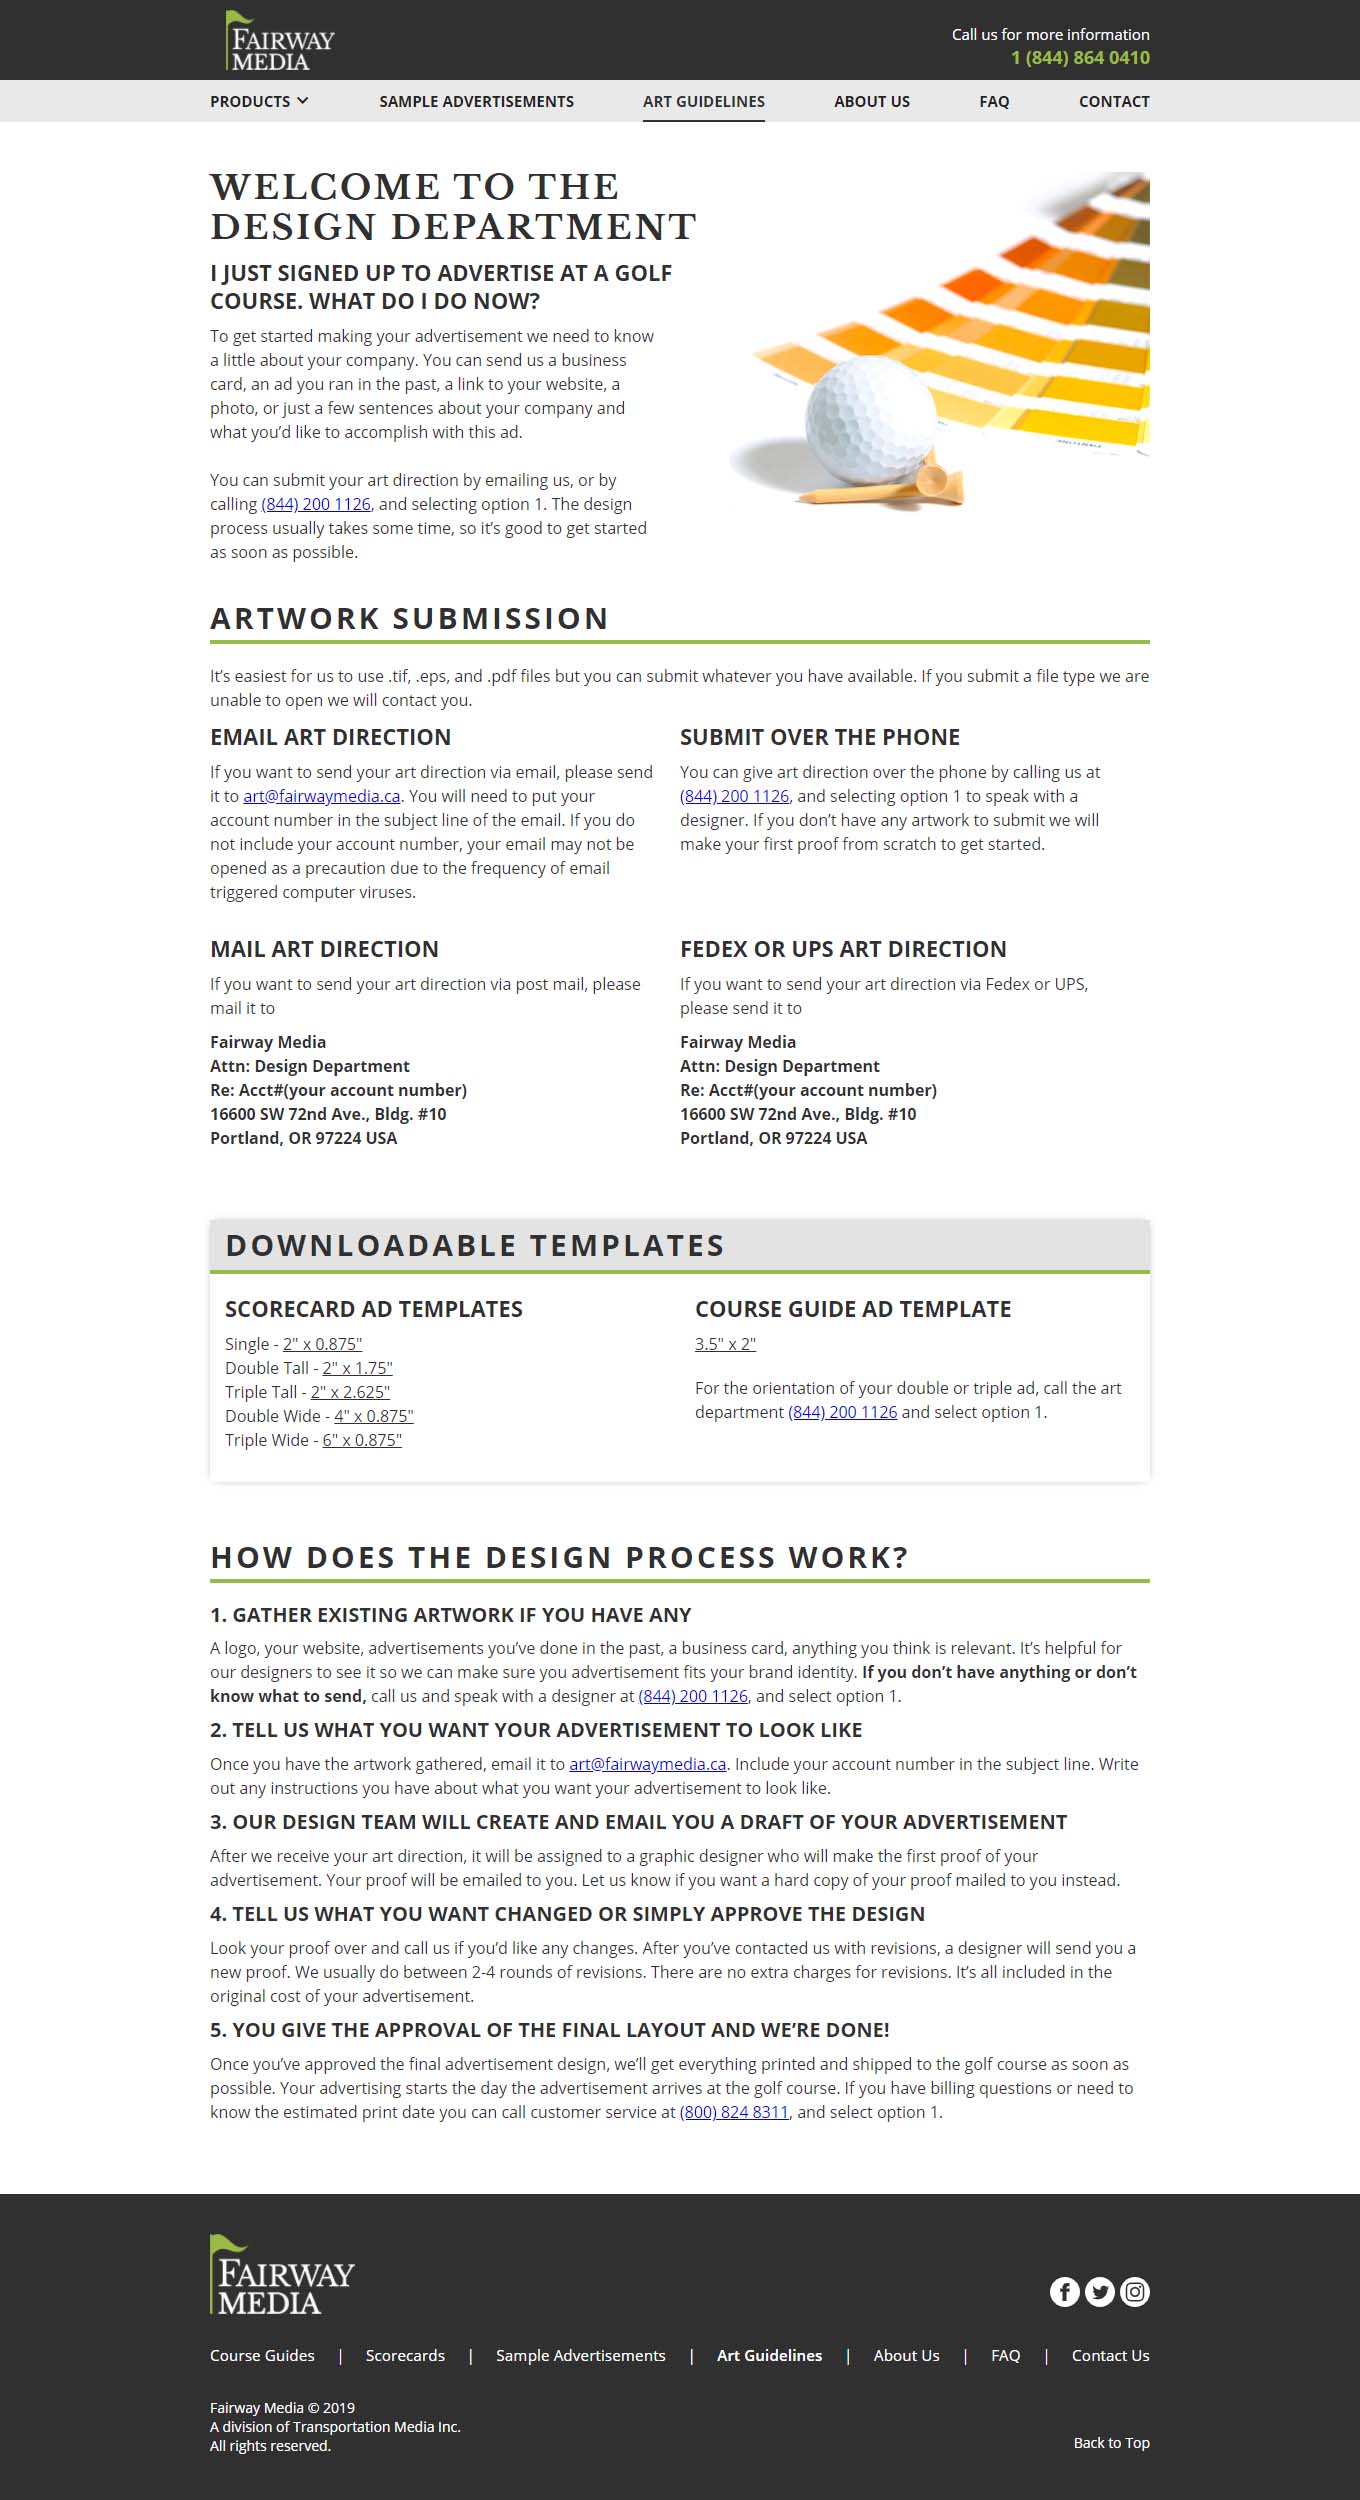 FAIRWAY
MEDIA
Call us for more information
1 (844) 864 0410
PRODUCTS SAMPLE ADVERTISEMENTS ART GUIDELINES ABOUT US FAQ CONTACT
WELCOME TO THE
DESIGN DEPARTMENT
I JUST SIGNED UP TO ADVERTISE AT A GOLF
COURSE. WHAT DO I DO NOW?
To get started making your advertisement we need to know
a little about your company. You can send us a business
card, an ad you ran in the past, a link to your website, a
photo, or just a few sentences about your company and
what you’d like to accomplish with this ad.
You can submit your art direction by emailing us, or by
calling (844) 200 1126, and selecting option 1. The design
process usually takes some time, so it’s good to get started
as soon as possible.
ARTWORK SUBMISSION
It’s easiest for us to use .tif, .eps, and .pdf files but you can submit whatever you have available. If you submit a file type we are
unable to open we will contact you.
EMAIL ART DIRECTION
If you want to send your art direction via email, please send
it to art@fairwaymedia.ca. You will need to put your
account number in the subject line of the email. If you do
not include your account number, your email may not be
opened as a precaution due to the frequency of email
triggered computer viruses.
SUBMIT OVER THE PHONE
You can give art direction over the phone by calling us at
(844) 200 1126, and selecting option 1 to speak with a
designer. If you don’t have any artwork to submit we will
make your first proof from scratch to get started.
MAIL ART DIRECTION
If you want to send your art direction via post mail, please
mail it to
Fairway Media
Attn: Design Department
Re: Acct#(your account number)
16600 SW 72nd Ave., Bldg. #10
Portland, OR 97224 USA
FEDEX OR UPS ART DIRECTION
If you want to send your art direction via Fedex or UPS,
please send it to
Fairway Media
Attn: Design Department
Re: Acct#(your account number)
16600 SW 72nd Ave., Bldg. #10
Portland, OR 97224 USA
DOWNLOADABLE TEMPLATES
SCORECARD AD TEMPLATES
Single - 2" x 0.875"
Double Tall - 2" x 1.75"
Triple Tall - 2" x 2.625"
Double Wide - 4" x 0.875"
Triple Wide - 6" x 0.875"
COURSE GUIDE AD TEMPLATE
3.5" x 2"
For the orientation of your double or triple ad, call the art
department (844) 200 1126 and select option 1.
HOW DOES THE DESIGN PROCESS WORK?
1. GATHER EXISTING ARTWORK IF YOU HAVE ANY
A logo, your website, advertisements you’ve done in the past, a business card, anything you think is relevant. It’s helpful for
our designers to see it so we can make sure you advertisement fits your brand identity. If you don’t have anything or don’t
know what to send, call us and speak with a designer at (844) 200 1126, and select option 1.
2. TELL US WHAT YOU WANT YOUR ADVERTISEMENT TO LOOK LIKE
Once you have the artwork gathered, email it to art@fairwaymedia.ca. Include your account number in the subject line. Write
out any instructions you have about what you want your advertisement to look like.
3. OUR DESIGN TEAM WILL CREATE AND EMAIL YOU A DRAFT OF YOUR ADVERTISEMENT
After we receive your art direction, it will be assigned to a graphic designer who will make the first proof of your
advertisement. Your proof will be emailed to you. Let us know if you want a hard copy of your proof mailed to you instead.
4. TELL US WHAT YOU WANT CHANGED OR SIMPLY APPROVE THE DESIGN
Look your proof over and call us if you’d like any changes. After you’ve contacted us with revisions, a designer will send you a
new proof. We usually do between 2-4 rounds of revisions. There are no extra charges for revisions. It’s all included in the
original cost of your advertisement.
5. YOU GIVE THE APPROVAL OF THE FINAL LAYOUT AND WE’RE DONE!
Once you’ve approved the final advertisement design, we’ll get everything printed and shipped to the golf course as soon as
possible. Your advertising starts the day the advertisement arrives at the golf course. If you have billing questions or need to
know the estimated print date you can call customer service at (800) 824 8311, and select option 1.
FAIRWAY
MEDIA
Course Guides | Scorecards | Sample Advertisements | Art Guidelines | About Us | FAQ | Contact Us
Fairway Media © 2019
A division of Transportation Media Inc.
All rights reserved.
Back to Top